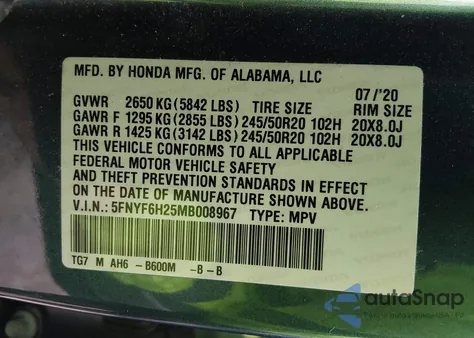 MFD. BY HONDA MFG. OF ALABAMA, LLC
07/'20
GVWR 2650 KG (5842 LBS) TIRE SIZE RIM SIZE
GAWR F 1295 KG (2855 LBS) 245/50R20 102H 20X8.0J
GAWR R 1425 KG (3142 LBS) 245/50R20 102H 20X8.0J
THIS VEHICLE CONFORMS TO ALL APPLICABLE
FEDERAL MOTOR VEHICLE SAFETY
AND THEFT PREVENTION STANDARDS IN EFFECT
ON THE DATE OF MANUFACTURE SHOWN ABOVE.
V.I.N.: 5FNYF6H25MB008967 TYPE: MPV
TG7 M AH6 -B600M -B -B
autoSnap